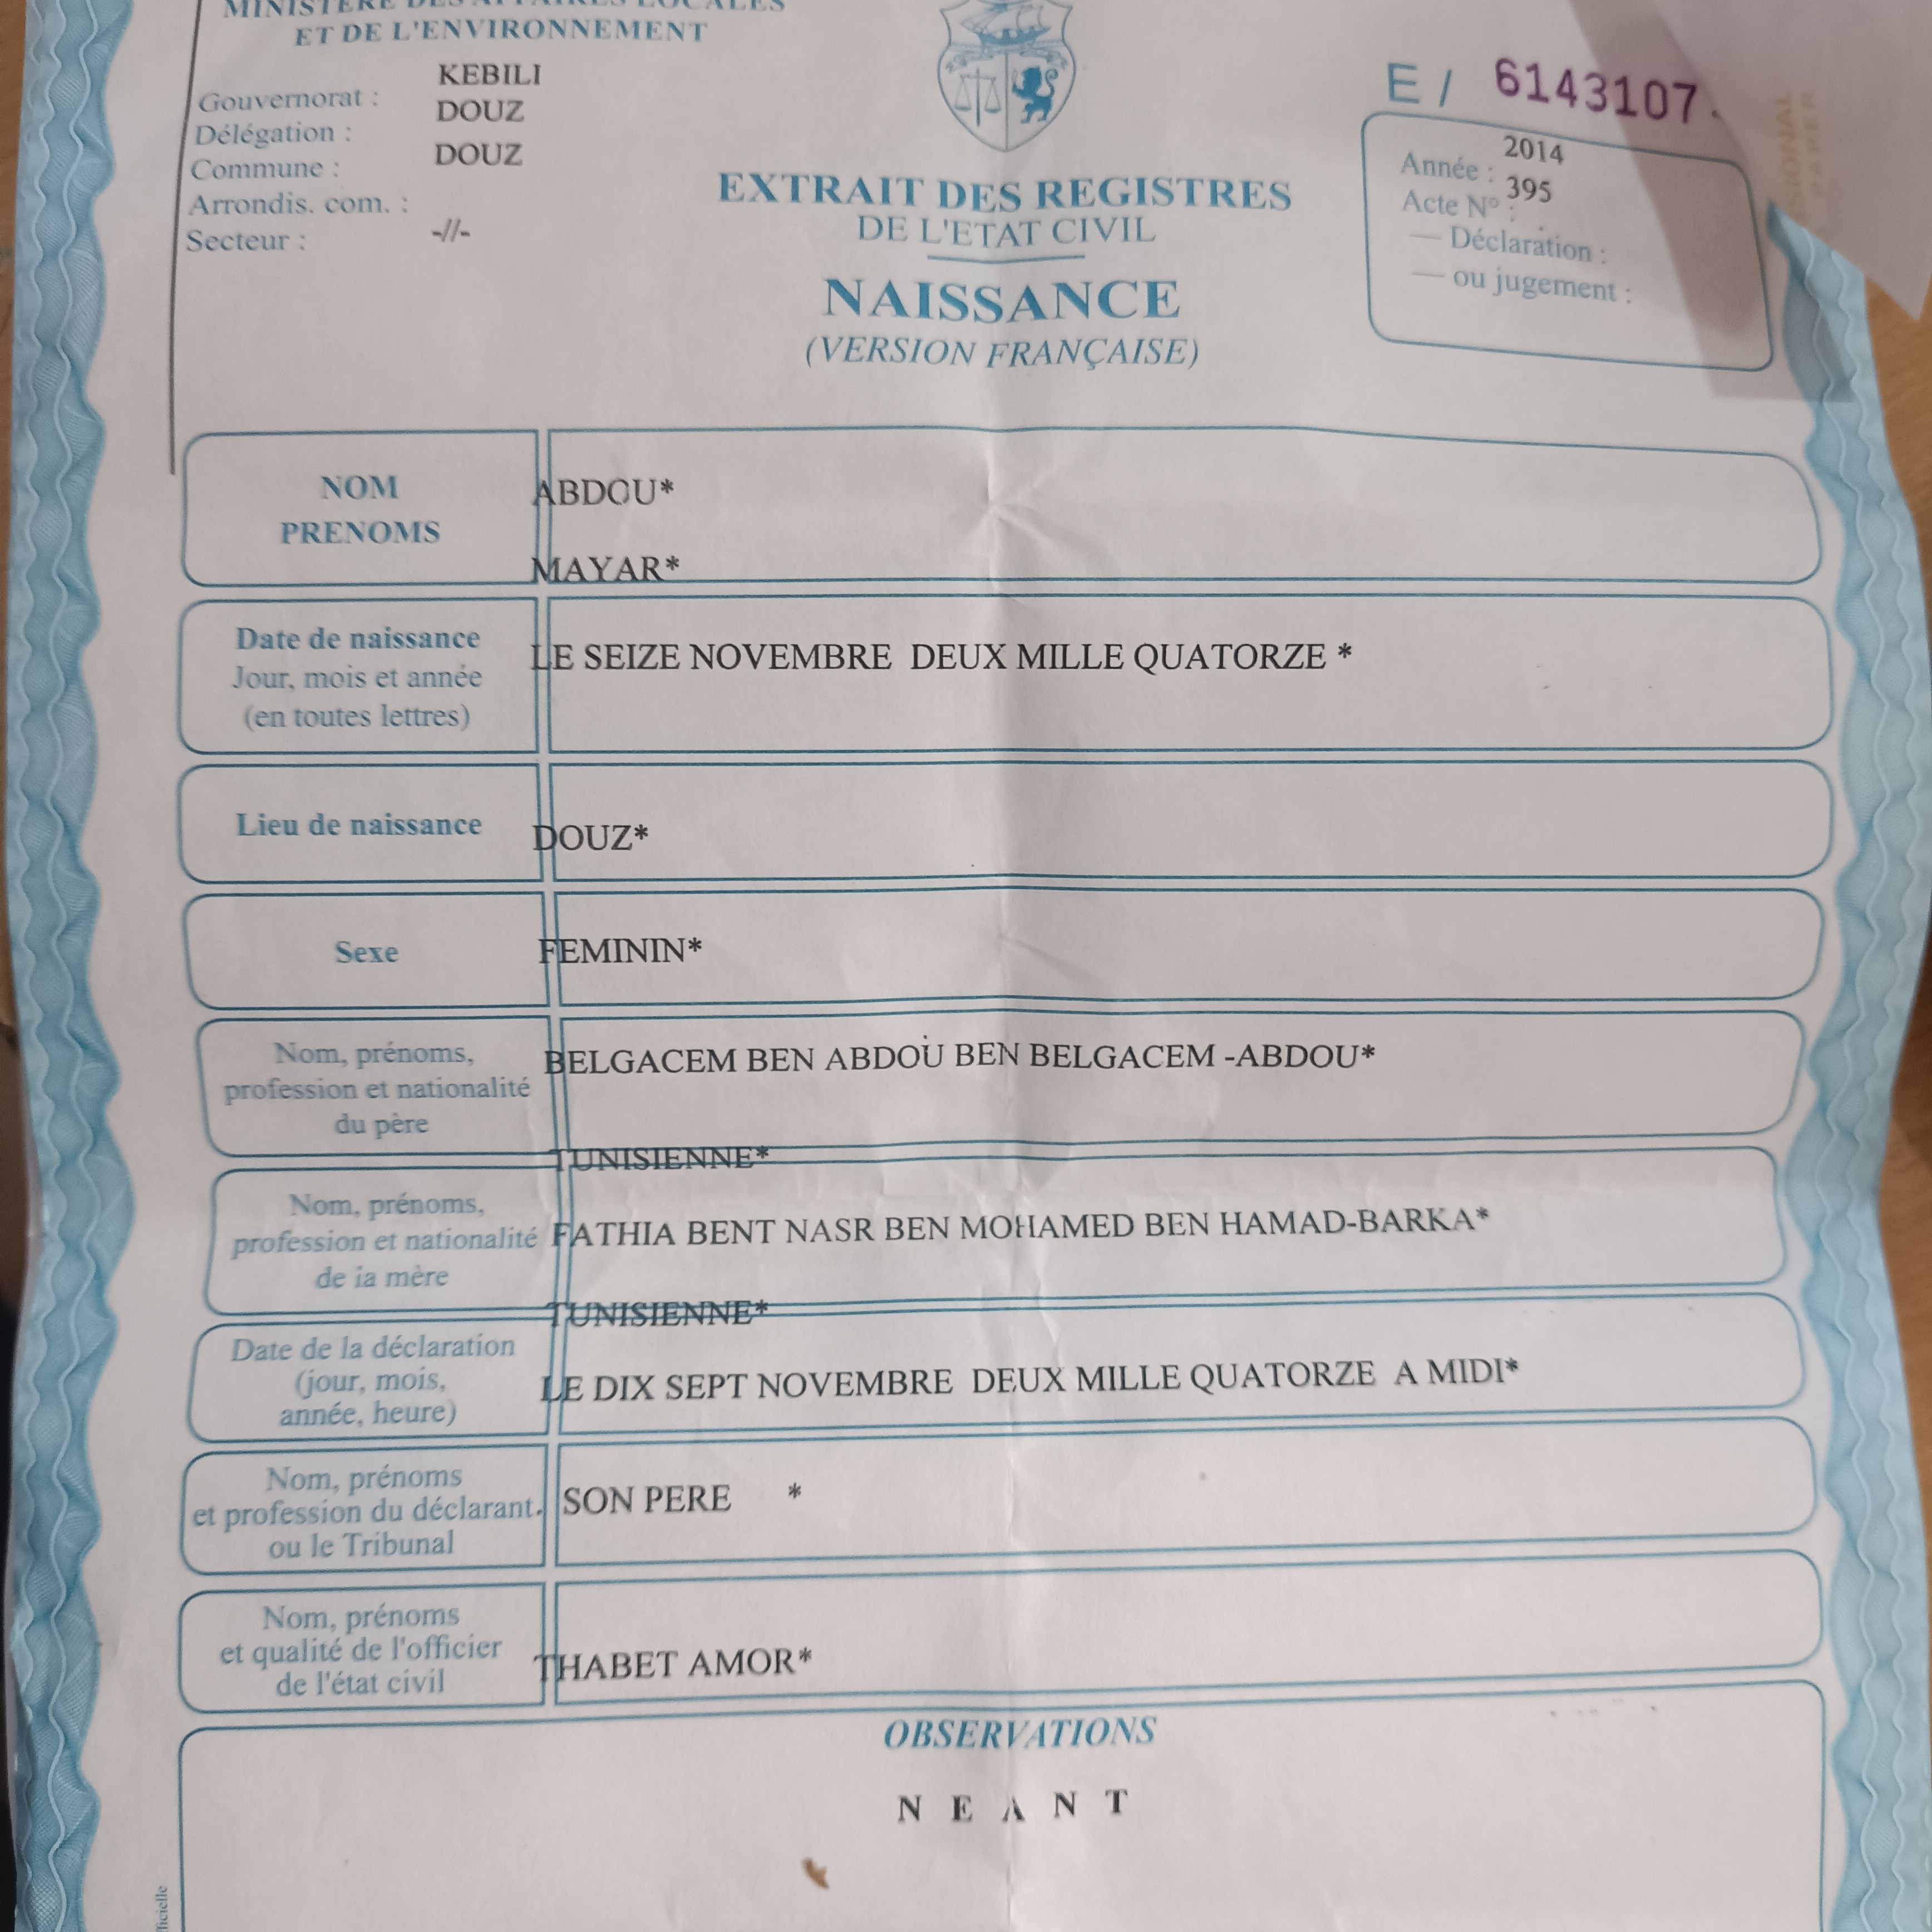 MINISTERE DES AFFAIRES LOCALES
ET DE L'ENVIRONNEMENT
Gouvernorat : KEBILI
Délégation : DOUZ
Commune : DOUZ
Arrondis. com. :
Secteur : -//-
E / 6143107
Année : 2014
Acte N° : 395
— Déclaration :
— ou jugement :
EXTRAIT DES REGISTRES
DE L'ETAT CIVIL
NAISSANCE
(VERSION FRANÇAISE)
NOM
PRENOMS
ABDOU*
MAYAR*
Date de naissance
Jour, mois et année
(en toutes lettres)
LE SEIZE NOVEMBRE DEUX MILLE QUATORZE *
Lieu de naissance
DOUZ*
Sexe
FEMININ*
Nom, prénoms,
profession et nationalité
du père
BELGACEM BEN ABDOU BEN BELGACEM -ABDOU*
TUNISIENNE*
Nom, prénoms,
profession et nationalité
de la mère
FATHIA BENT NASR BEN MOHAMED BEN HAMAD-BARKA*
TUNISIENNE*
Date de la déclaration
(jour, mois,
année, heure)
LE DIX SEPT NOVEMBRE DEUX MILLE QUATORZE A MIDI*
Nom, prénoms
et profession du déclarant.
ou le Tribunal
SON PERE *
Nom, prénoms
et qualité de l'officier
de l'état civil
THABET AMOR*
OBSERVATIONS
N E A N T